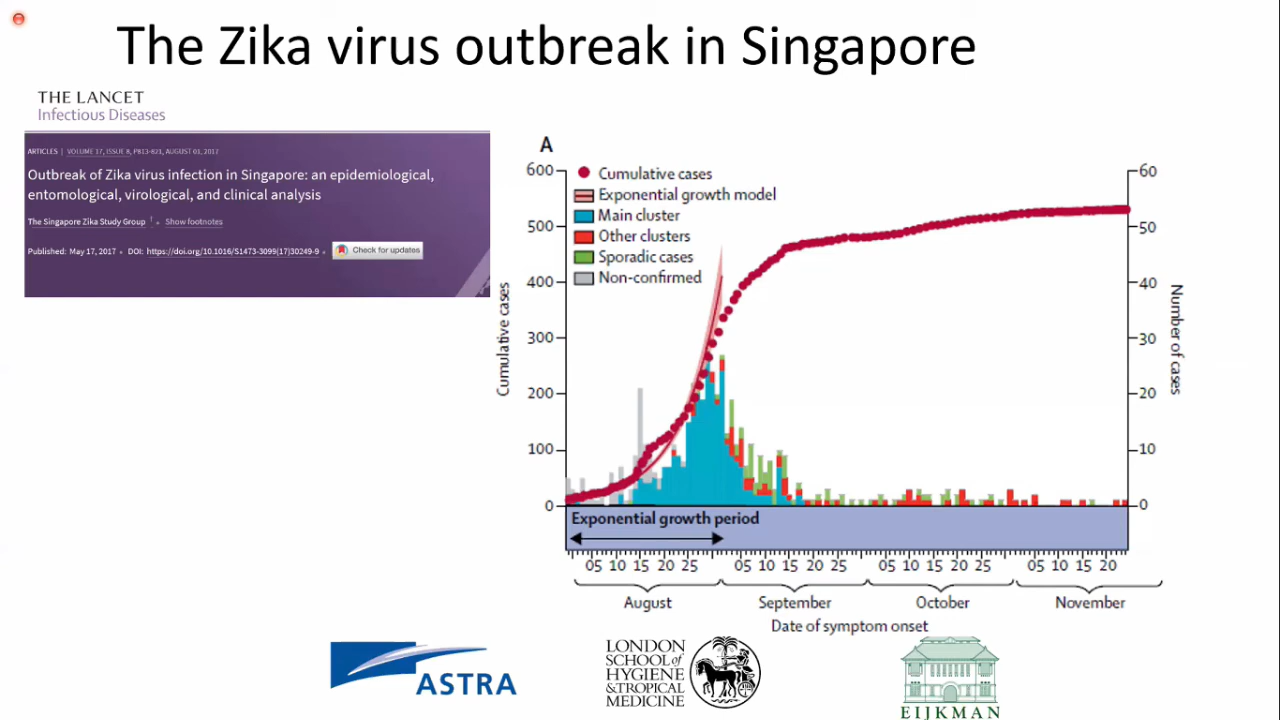 The Zika virus outbreak in Singapore
THE LANCET
Infectious Diseases
ARTICLES | VOLUME 17, ISSUE 8, P813-821, AUGUST 01, 2017
Outbreak of Zika virus infection in Singapore: an epidemiological,
entomological, virological, and clinical analysis
The Singapore Zika Study Group † • Show footnotes
Published: May 17, 2017 • DOI: https://doi.org/10.1016/S1473-3099(17)30249-9 •
Check for updates
A
Cumulative cases
Exponential growth model
Main cluster
Other clusters
Sporadic cases
Non-confirmed
600
500
400
300
200
100
0
Cumulative cases
60
50
40
30
20
10
0
Number of cases
Exponential growth period
05 10 15 20 25 05 10 15 20 25 05 10 15 20 25 05 10 15 20
August September October November
Date of symptom onset
ASTRA
LONDON
SCHOOL of
HYGIENE
& TROPICAL
MEDICINE
EIJKMAN